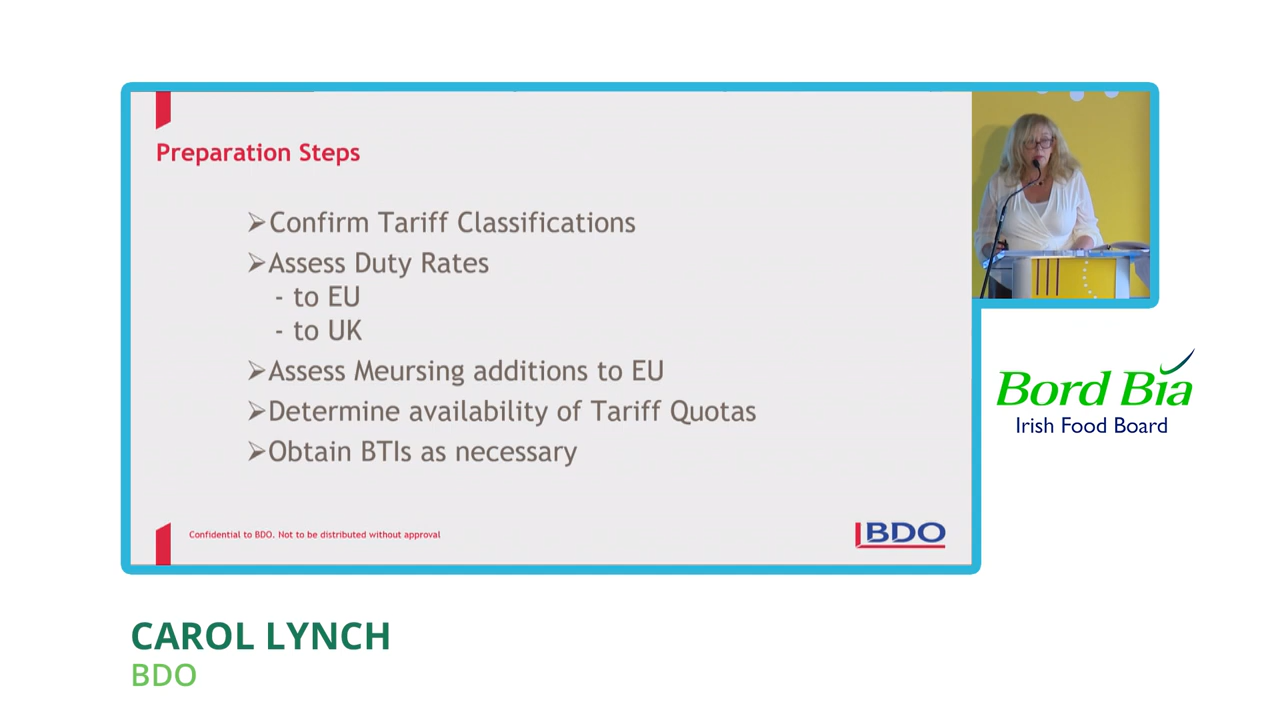 Preparation Steps
➢Confirm Tariff Classifications
➢Assess Duty Rates
- to EU
- to UK
➢Assess Meursing additions to EU
➢Determine availability of Tariff Quotas
➢Obtain BTIs as necessary
Confidential to BDO. Not to be distributed without approval
BDO
Bord Bia
Irish Food Board
CAROL LYNCH
BDO